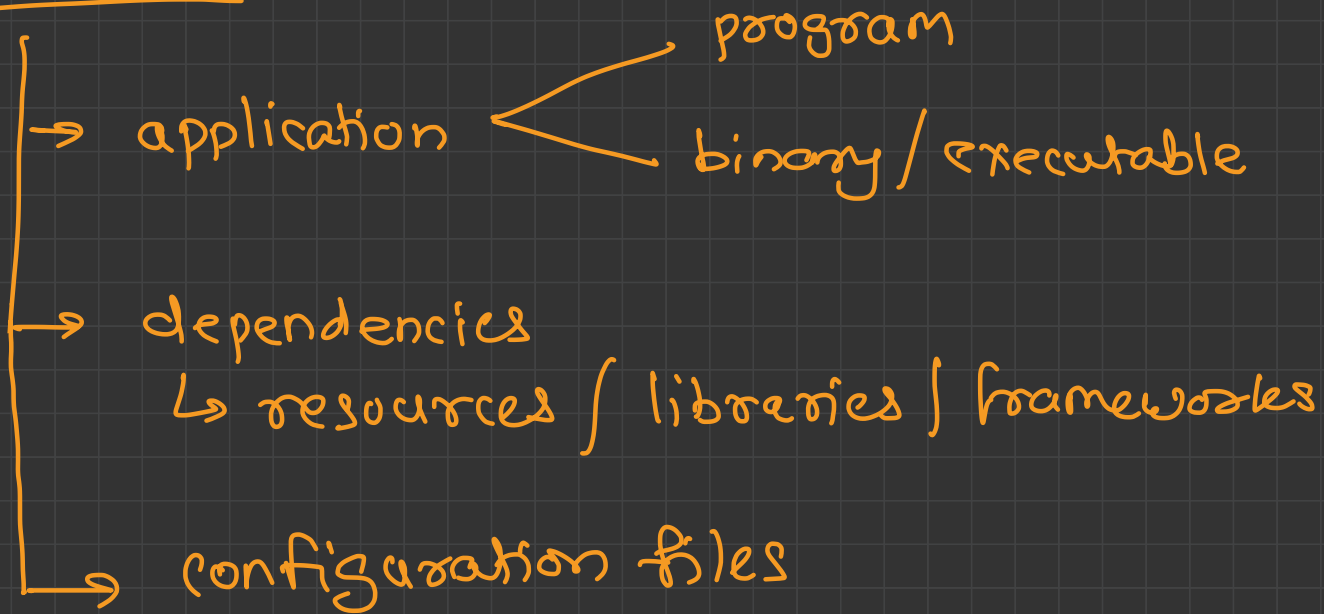 program
→ application
binary / executable
→ dependencies
↳ resources / libraries / frameworks
→ configuration files